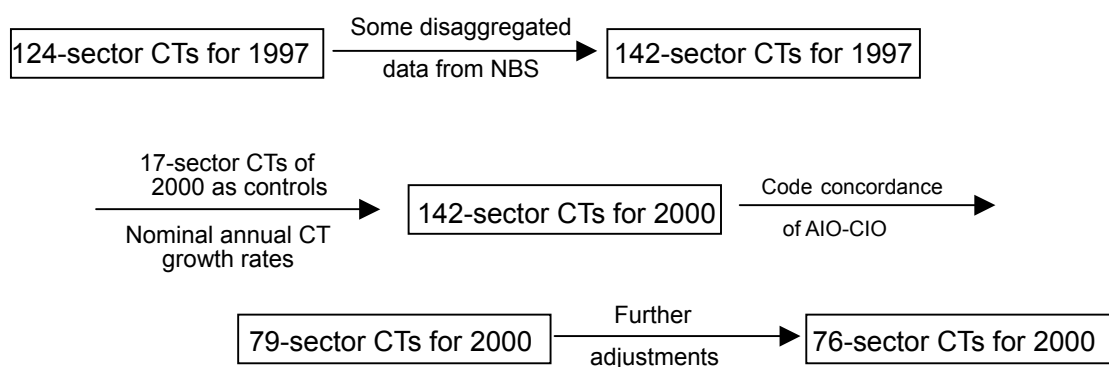 124-sector CTs for 1997
Some disaggregated
data from NBS
142-sector CTs for 1997
17-sector CTs of
2000 as controls
Nominal annual CT
growth rates
142-sector CTs for 2000
Code concordance
of AIO-CIO
79-sector CTs for 2000
Further
adjustments
76-sector CTs for 2000